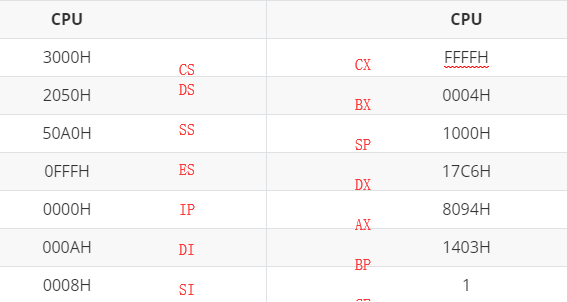 CPU CPU
3000H CS CX FFFFH
2050H DS BX 0004H
50A0H SS SP 1000H
0FFFH ES DX 17C6H
0000H IP AX 8094H
000AH DI BP 1403H
0008H SI 1